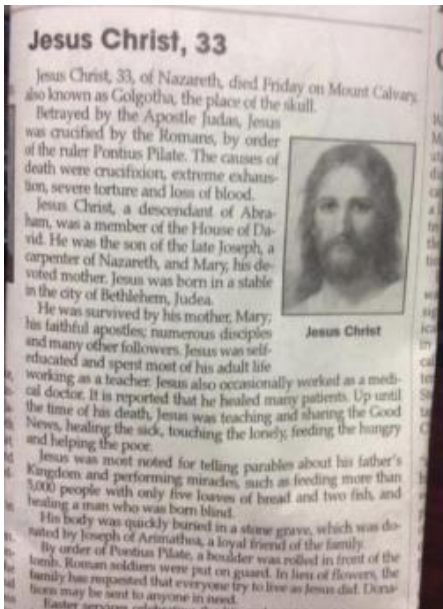 Jesus Christ, 33
Jesus Christ, 33, of Nazareth, died Friday on Mount Calvary,
also known as Golgotha, the place of the skull.
Betrayed by the Apostle Judas, Jesus
was crucified by the Romans, by order
of the ruler Pontius Pilate. The causes of
death were crucifixion, extreme exhaus-
tion, severe torture and loss of blood.
Jesus Christ, a descendant of Abra-
ham, was a member of the House of Da-
vid. He was the son of the late Joseph, a
carpenter of Nazareth, and Mary, his de-
voted mother. Jesus was born in a stable
in the city of Bethlehem, Judea.
He was survived by his mother, Mary;
his faithful apostles; numerous disciples
and many other followers. Jesus was self-
educated and spent most of his adult life
working as a teacher. Jesus also occasionally worked as a medi-
cal doctor. It is reported that he healed many patients. Up until
the time of his death, Jesus was teaching and sharing the Good
News, healing the sick, touching the lonely, feeding the hungry
and helping the poor.
Jesus was most noted for telling parables about his father's
Kingdom and performing miracles, such as feeding more than
5,000 people with only five loaves of bread and two fish, and
healing a man who was born blind.
His body was quickly buried in a stone grave, which was do-
nated by Joseph of Arimathea, a loyal friend of the family.
By order of Pontius Pilate, a boulder was rolled in front of the
tomb. Roman soldiers were put on guard. In lieu of flowers, the
family has requested that everyone try to live as Jesus did. Dona-
tions may be sent to anyone in need.
Easter services
Jesus Christ